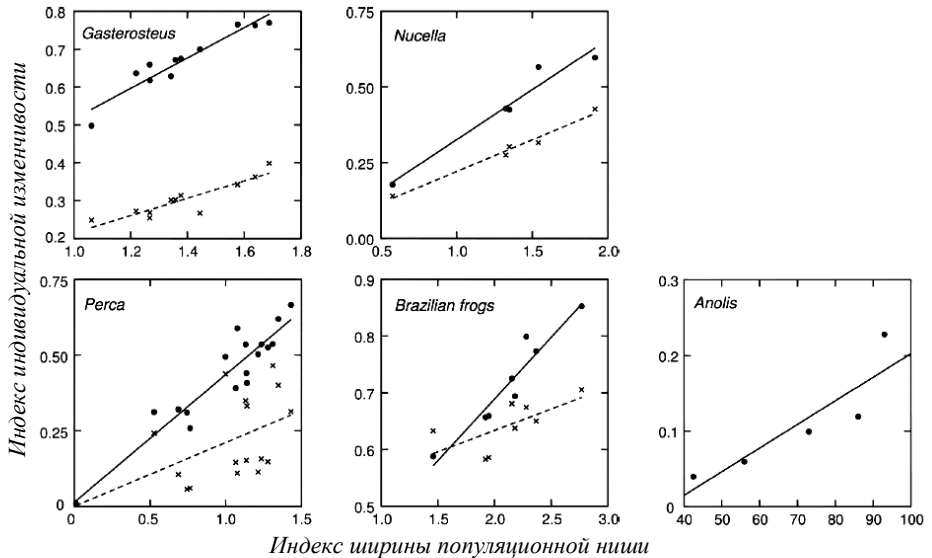 Индекс индивидуальной изменчивости
Gasterosteus
0.8
0.7
0.6
0.5
0.4
0.3
0.2
1.0 1.2 1.4 1.6 1.8
Nucella
0.75
0.50
0.25
0.00
0.5 1.0 1.5 2.0
Perca
0.75
0.50
0.25
0
0 0.5 1.0 1.5
Brazilian frogs
0.9
0.8
0.7
0.6
0.5
1.0 1.5 2.0 2.5 3.0
Anolis
0.3
0.2
0.1
0
40 50 60 70 80 90 100
Индекс ширины популяционной ниши